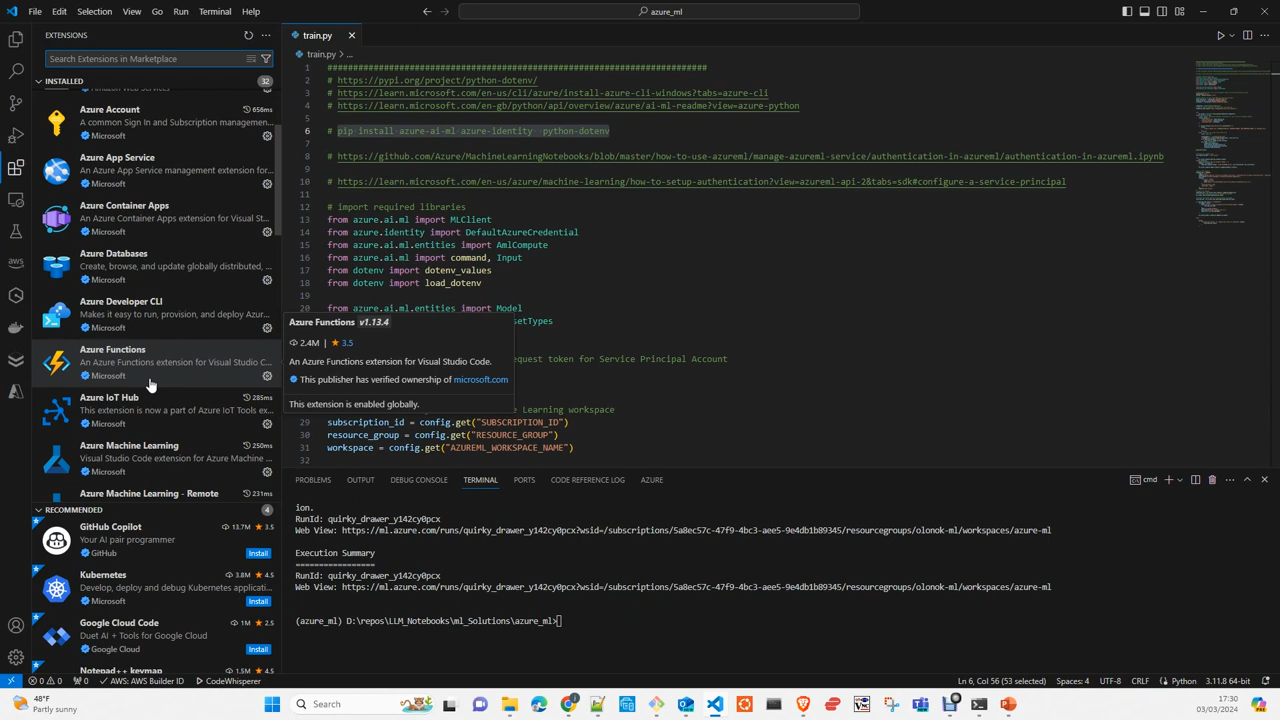 File Edit Selection View Go Run Terminal Help
azure_ml
EXTENSIONS
Search Extensions in Marketplace
INSTALLED 32
Amazon Web Services
Azure Account 656ms
A common Sign In and Subscription managemen...
Microsoft
Azure App Service
An Azure App Service management extension for...
Microsoft
Azure Container Apps
An Azure Container Apps extension for Visual St...
Microsoft
Azure Databases
Create, browse, and update globally distributed, ...
Microsoft
Azure Developer CLI
Makes it easy to run, provision, and deploy Azur...
Microsoft
Azure Functions
An Azure Functions extension for Visual Studio C...
Microsoft
Azure IoT Hub 285ms
This extension is now a part of Azure IoT Tools ex...
Microsoft
Azure Machine Learning 250ms
Visual Studio Code extension for Azure Machine ...
Microsoft
Azure Machine Learning - Remote 231ms
RECOMMENDED 4
GitHub Copilot 13.7M 3.5
Your AI pair programmer
GitHub Install
Kubernetes 3.8M 4.5
Develop, deploy and debug Kubernetes applicati...
Microsoft Install
Google Cloud Code 1M 2.5
Duet AI + Tools for Google Cloud
Google Cloud Install
Notepad++ keymap 1.5M 4.5
train.py
train.py > ...
1 ###################################################################
2 # https://pypi.org/project/python-dotenv/
3 # https://learn.microsoft.com/en-us/cli/azure/install-azure-cli-windows?tabs=azure-cli
4 # https://learn.microsoft.com/en-gb/python/api/overview/azure/ai-ml-readme?view=azure-python
5
6 # pip install azure-ai-ml azure-identity python-dotenv
7
8 # https://github.com/Azure/MachineLearningNotebooks/blob/master/how-to-use-azureml/manage-azureml-service/authentication-in-azureml/authentication-in-azureml.ipynb
9
10 # https://learn.microsoft.com/en-us/azure/machine-learning/how-to-setup-authentication?view=azureml-api-2&tabs=sdk#configure-a-service-principal
11
12 # import required libraries
13 from azure.ai.ml import MLClient
14 from azure.identity import DefaultAzureCredential
15 from azure.ai.ml.entities import AmlCompute
16 from azure.ai.ml import command, Input
17 from dotenv import dotenv_values
18 from dotenv import load_dotenv
19
20 from azure.ai.ml.entities import Model
setTypes
quest token for Service Principal Account
Learning workspace
29 subscription_id = config.get("SUBSCRIPTION_ID")
30 resource_group = config.get("RESOURCE_GROUP")
31 workspace = config.get("AZUREML_WORKSPACE_NAME")
32
Azure Functions v1.13.4
2.4M | 3.5
An Azure Functions extension for Visual Studio Code.
This publisher has verified ownership of microsoft.com
This extension is enabled globally.
PROBLEMS OUTPUT DEBUG CONSOLE TERMINAL PORTS CODE REFERENCE LOG AZURE
cmd
ion.
RunId: quirky_drawer_y142cy0pcx
Web View: https://ml.azure.com/runs/quirky_drawer_y142cy0pcx?wsid=/subscriptions/5a8ec57c-47f9-4bc3-aee5-9e4db1b89345/resourcegroups/olonok-ml/workspaces/azure-ml
Execution Summary
=================
RunId: quirky_drawer_y142cy0pcx
Web View: https://ml.azure.com/runs/quirky_drawer_y142cy0pcx?wsid=/subscriptions/5a8ec57c-47f9-4bc3-aee5-9e4db1b89345/resourcegroups/olonok-ml/workspaces/azure-ml
(azure_ml) D:\repos\LLM_Notebooks\ml_Solutions\azure_ml>
0 0 0 AWS: AWS Builder ID CodeWhisperer
Ln 6, Col 56 (53 selected) Spaces: 4 UTF-8 CRLF Python 3.11.8 64-bit
48°F
Partly sunny
Search
17:30
03/03/2024